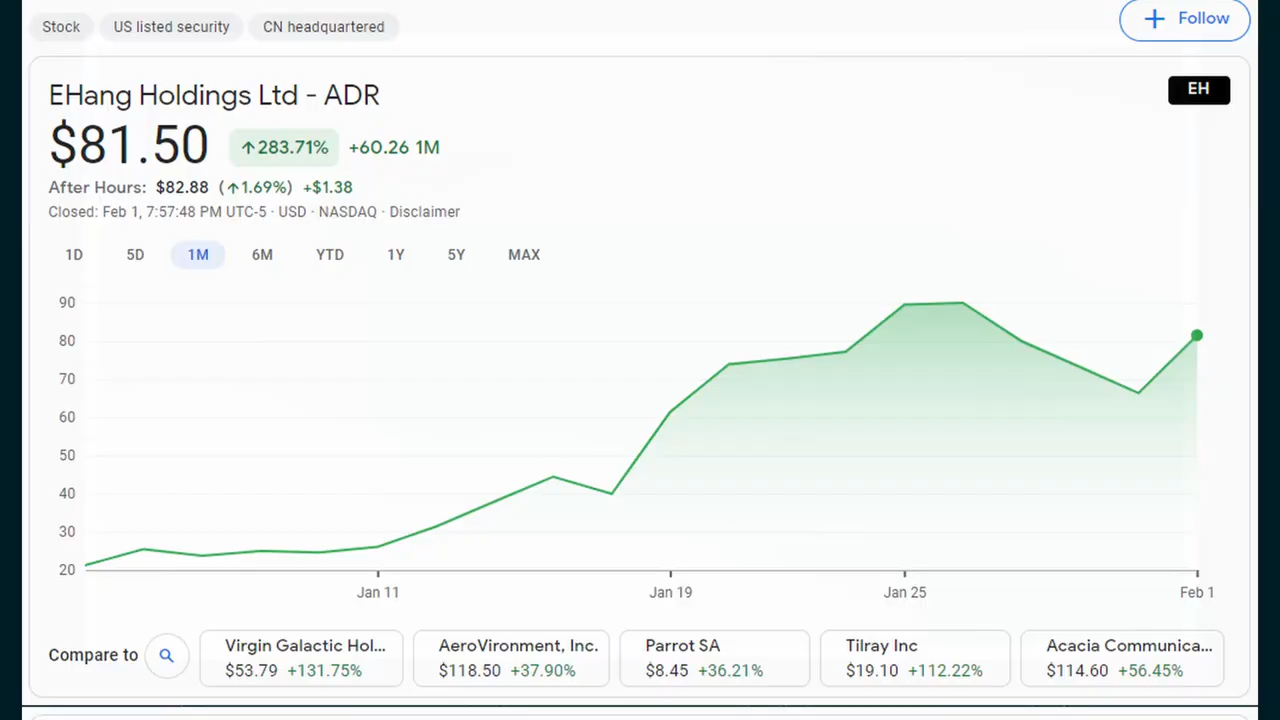 Stock US listed security CN headquartered
Follow
EHang Holdings Ltd - ADR
EH
$81.50 ↑283.71% +60.26 1M
After Hours: $82.88 (↑1.69%) +$1.38
Closed: Feb 1, 7:57:48 PM UTC-5 · USD · NASDAQ · Disclaimer
1D 5D 1M 6M YTD 1Y 5Y MAX
90
80
70
60
50
40
30
20
Jan 11 Jan 19 Jan 25 Feb 1
Compare to
Virgin Galactic Hol...
$53.79 +131.75%
AeroVironment, Inc.
$118.50 +37.90%
Parrot SA
$8.45 +36.21%
Tilray Inc
$19.10 +112.22%
Acacia Communica...
$114.60 +56.45%